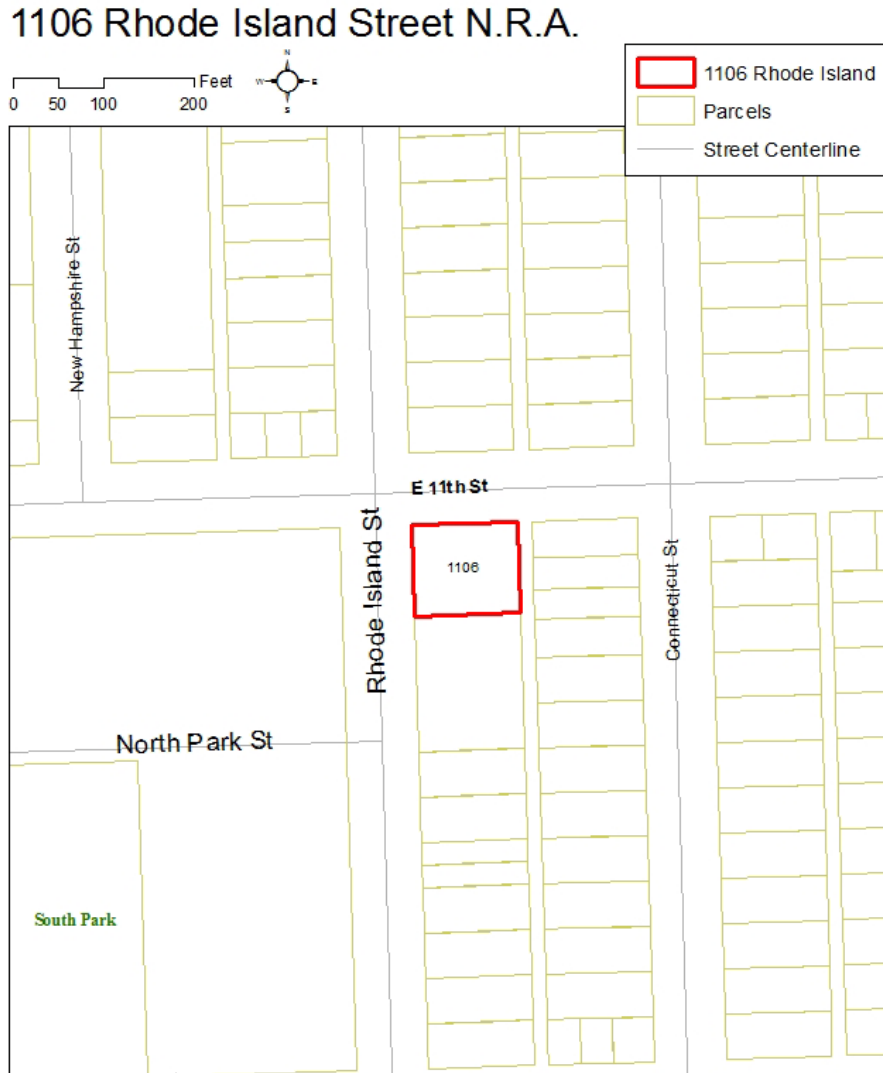 1106 Rhode Island Street N.R.A.
Feet
0 50 100 200
N
W E
S
1106 Rhode Island
Parcels
Street Centerline
New Hampshire St
E 11th St
Rhode Island St
1106
Connecticut St
North Park St
South Park